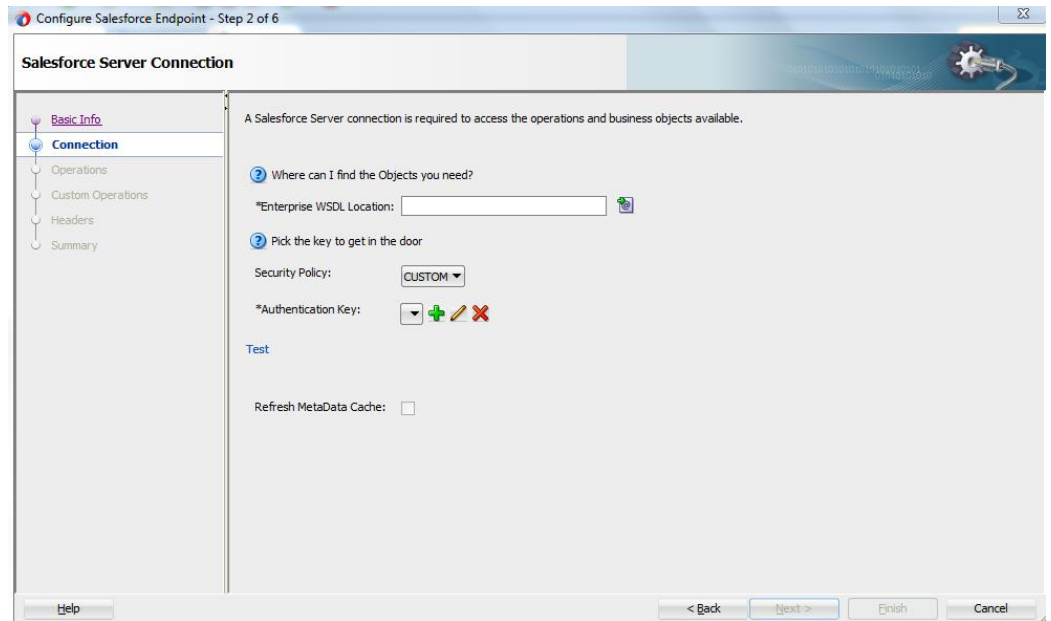 Configure Salesforce Endpoint - Step 2 of 6
Salesforce Server Connection
Basic Info
Connection
Operations
Custom Operations
Headers
Summary
A Salesforce Server connection is required to access the operations and business objects available.
Where can I find the Objects you need?
*Enterprise WSDL Location:
Pick the key to get in the door
Security Policy: CUSTOM
*Authentication Key:
Test
Refresh MetaData Cache:
Help < Back Next > Finish Cancel